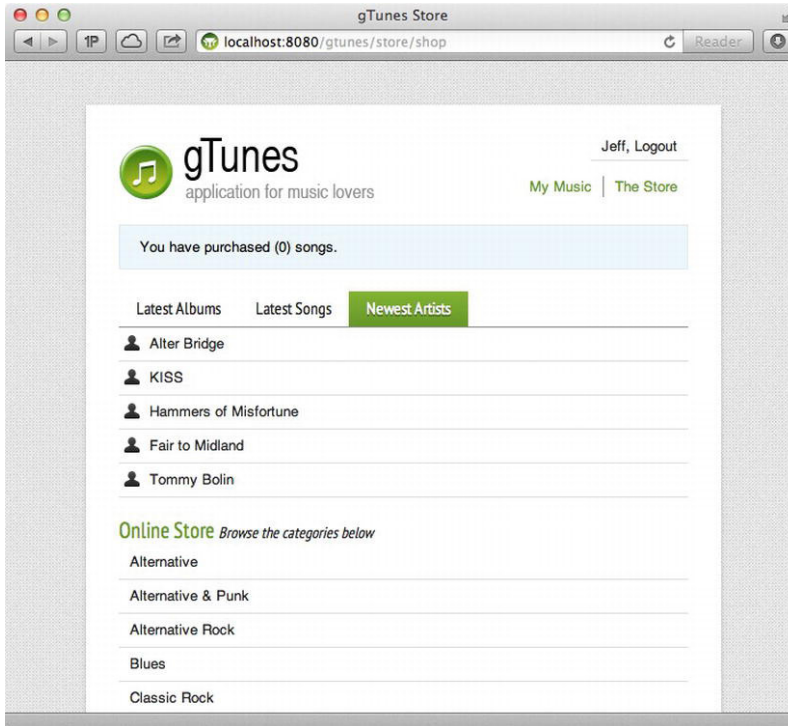 gTunes Store
1P
localhost:8080/gtunes/store/shop
Reader
gTunes
application for music lovers
Jeff, Logout
My Music | The Store
You have purchased (0) songs.
Latest Albums Latest Songs Newest Artists
Alter Bridge
KISS
Hammers of Misfortune
Fair to Midland
Tommy Bolin
Online Store Browse the categories below
Alternative
Alternative & Punk
Alternative Rock
Blues
Classic Rock